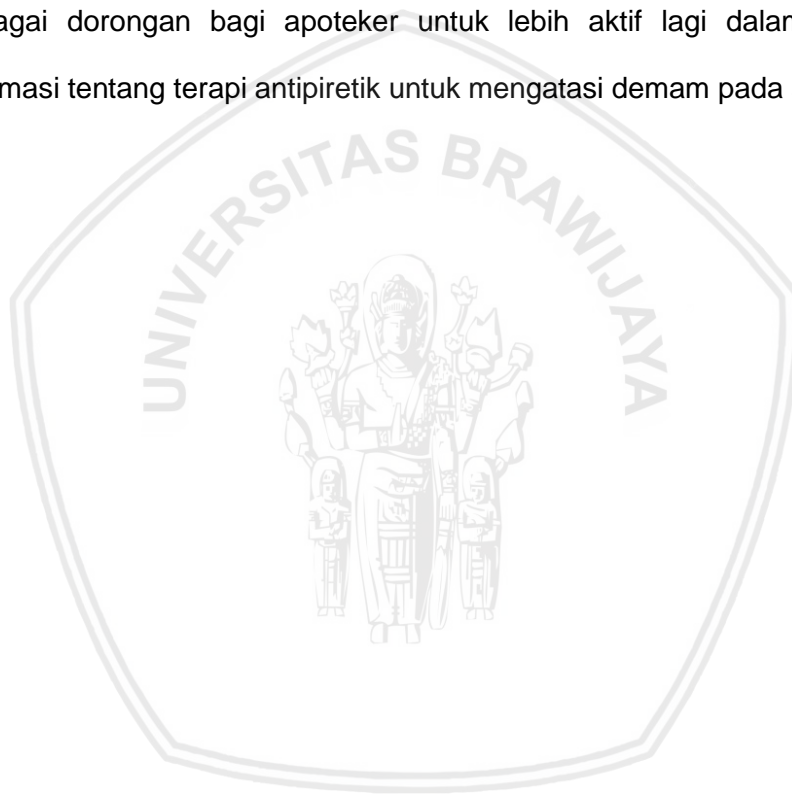 agai dorongan bagi apoteker untuk lebih aktif lagi dalam
masi tentang terapi antipiretik untuk mengatasi demam pada
UNIVERSITAS BRAWIJAYA